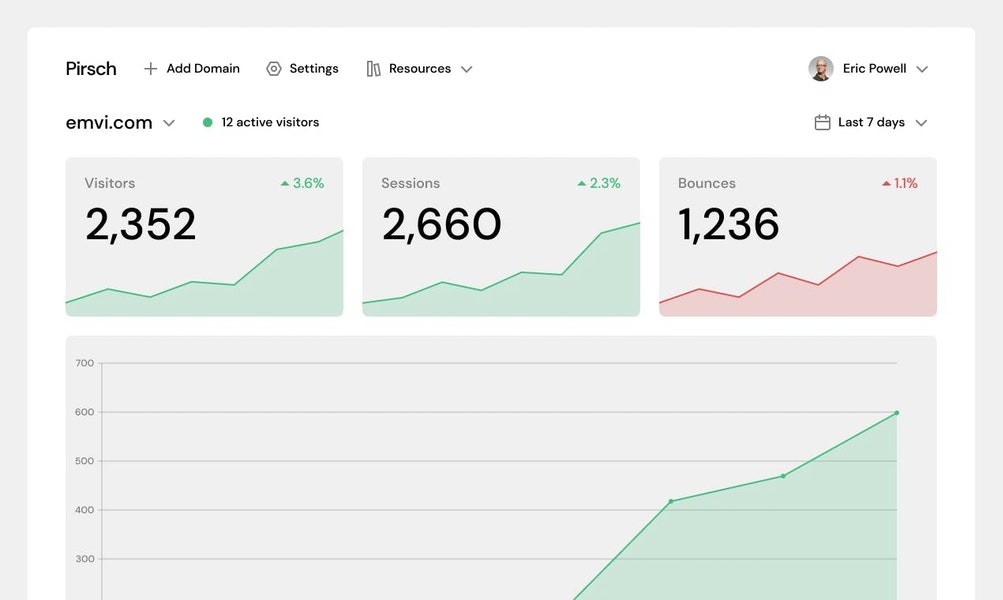 Pirsch Add Domain Settings Resources Eric Powell
emvi.com 12 active visitors Last 7 days
Visitors 3.6% Sessions 2.3% Bounces 1.1%
2,352 2,660 1,236
700
600
500
400
300